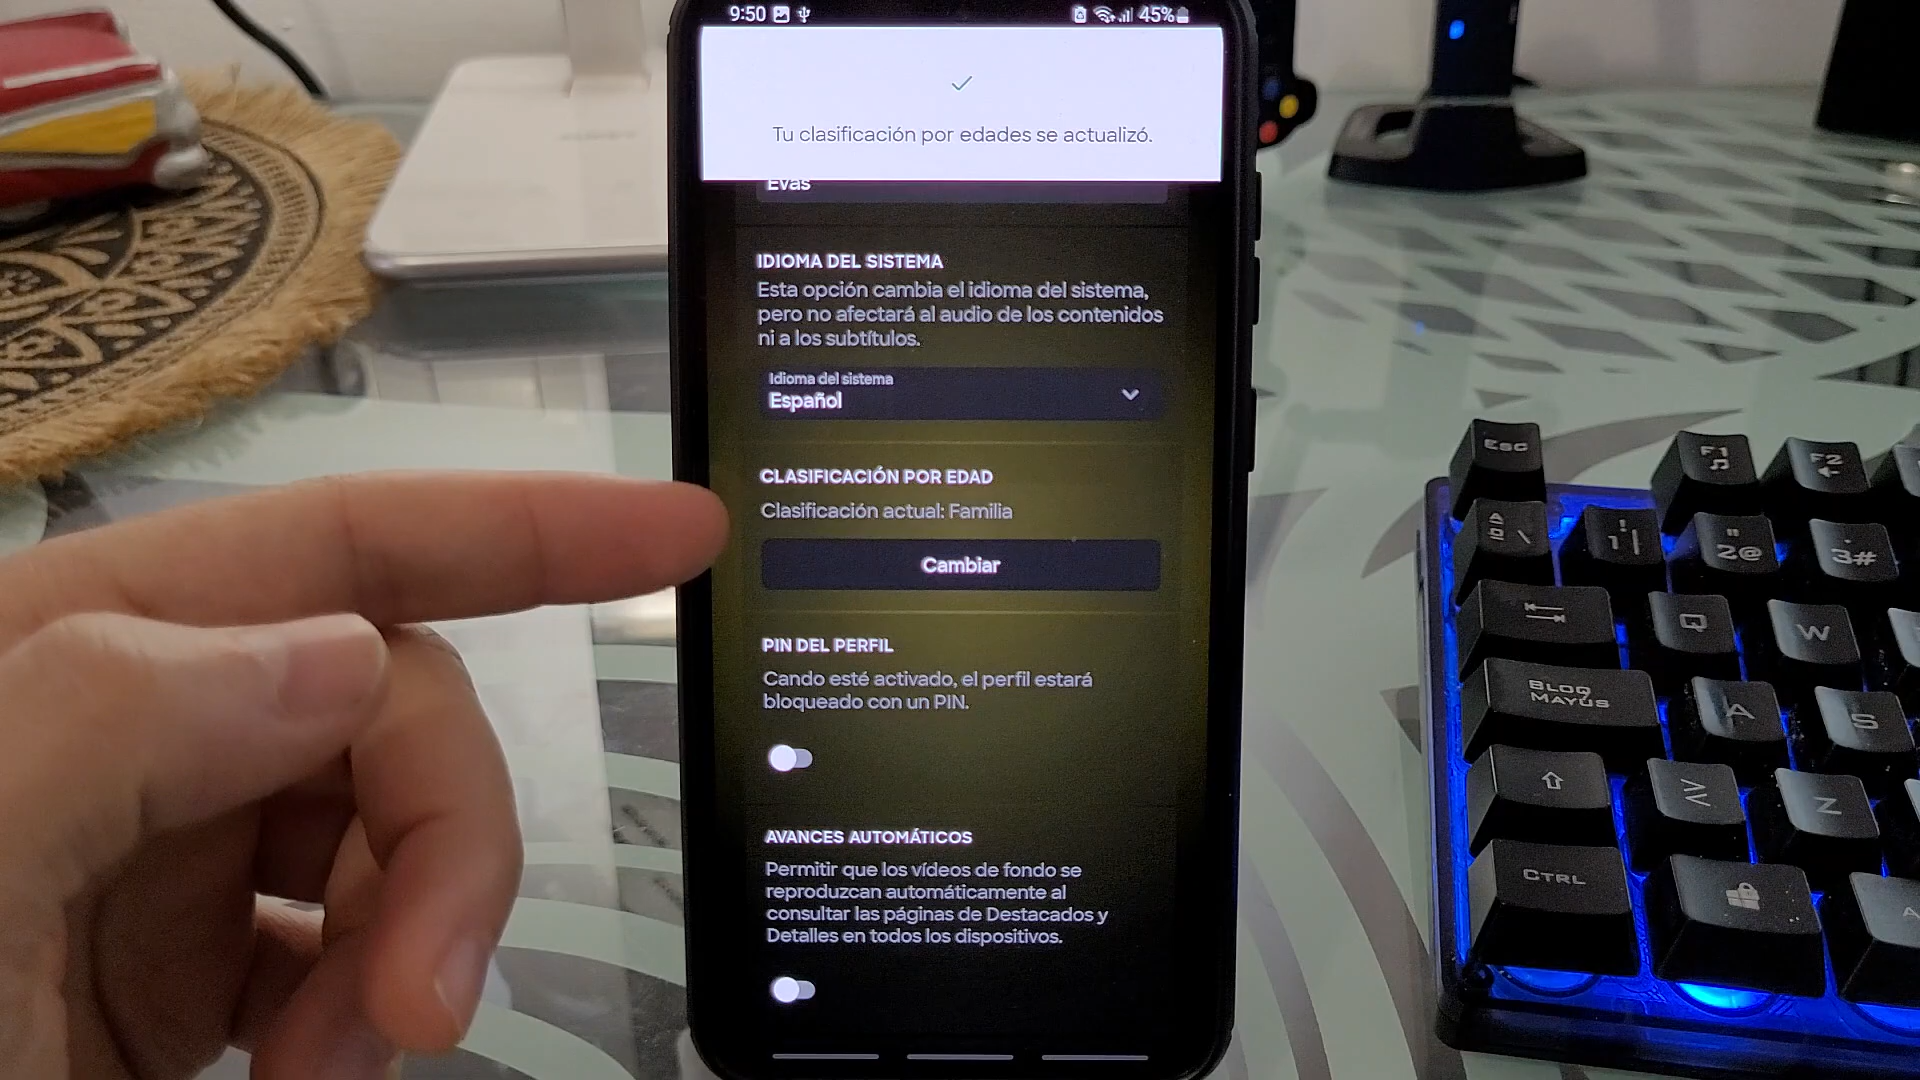 9:50
45%
Tu clasificación por edades se actualizó.
Evas
IDIOMA DEL SISTEMA
Esta opción cambia el idioma del sistema,
pero no afectará al audio de los contenidos
ni a los subtítulos.
Idioma del sistema
Español
CLASIFICACIÓN POR EDAD
Clasificación actual: Familia
Cambiar
PIN DEL PERFIL
Cando esté activado, el perfil estará
bloqueado con un PIN.
AVANCES AUTOMÁTICOS
Permitir que los vídeos de fondo se
reproduzcan automáticamente al
consultar las páginas de Destacados y
Detalles en todos los dispositivos.
Esc
F1
F2
ª º \
! 1 |
" 2 @
· 3 #
Q
W
BLOQ
MAYÚS
A
S
> <
Z
CTRL
A